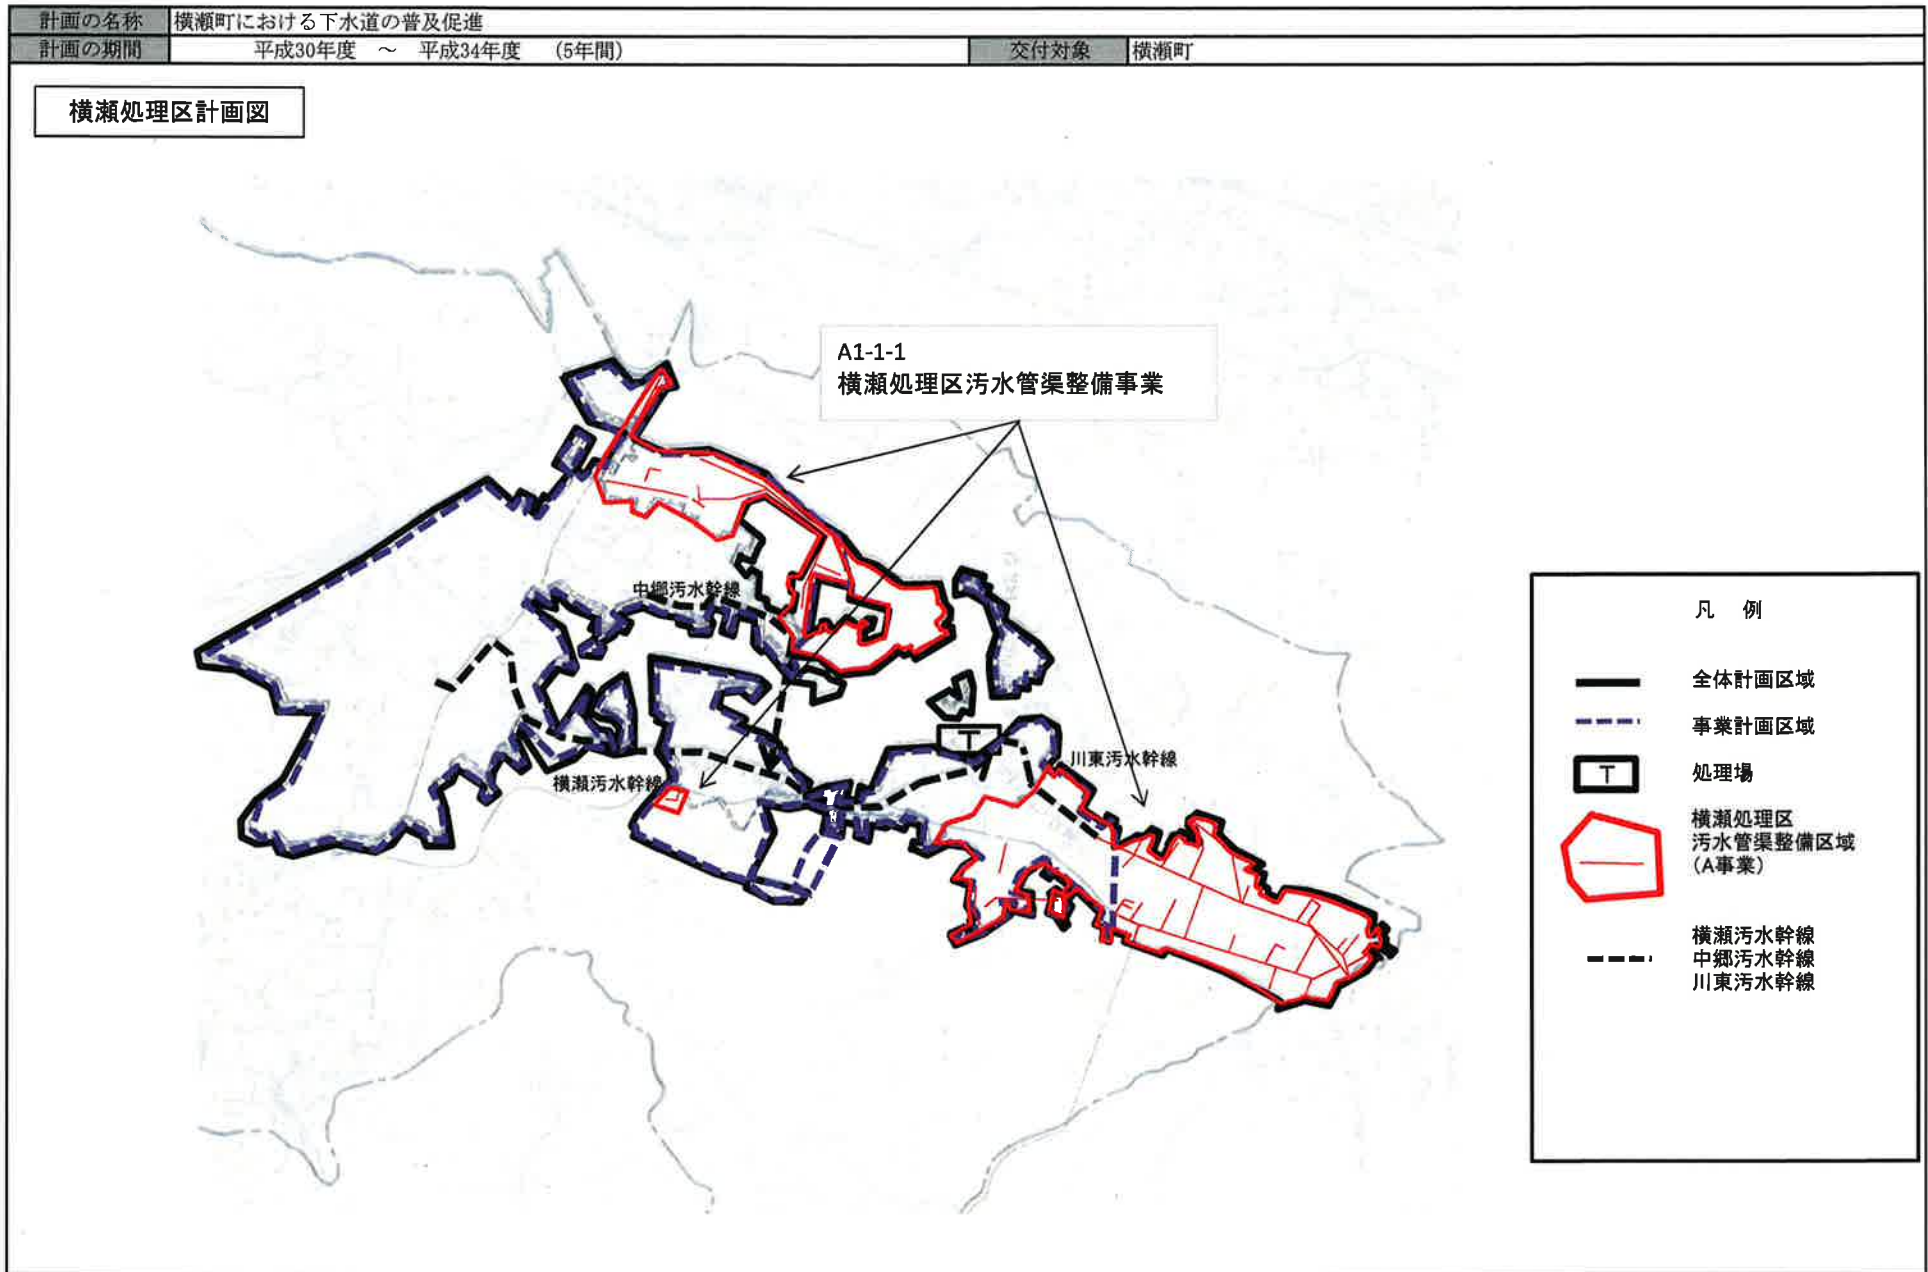 計画の名称 横瀬町における下水道の普及促進
計画の期間 平成30年度 ～ 平成34年度 （5年間） 交付対象 横瀬町
横瀬処理区計画図
A1-1-1
横瀬処理区汚水管渠整備事業
中郷汚水幹線
横瀬汚水幹線
T
川東汚水幹線
凡 例
全体計画区域
事業計画区域
T 処理場
横瀬処理区
汚水管渠整備区域
(A事業)
横瀬汚水幹線
中郷汚水幹線
川東汚水幹線